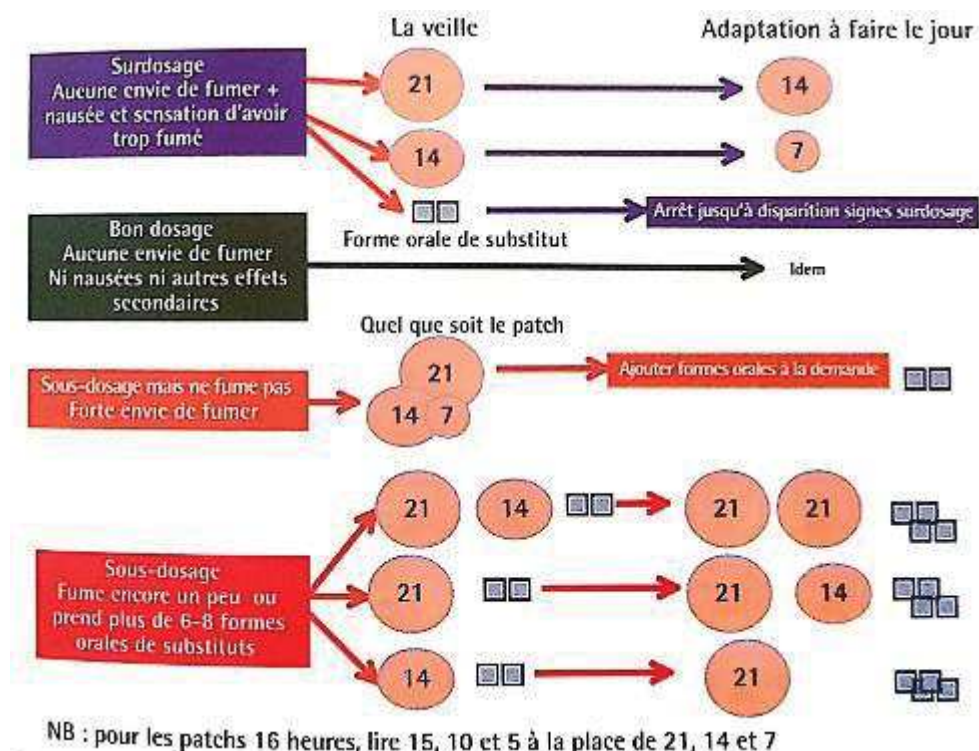 La veille
Adaptation à faire le jour
Surdosage
Aucune envie de fumer +
nausée et sensation d'avoir
trop fumé
21
14
14
7
Arrêt jusqu'à disparition signes surdosage
Forme orale de substitut
Bon dosage
Aucune envie de fumer
Ni nausées ni autres effets
secondaires
Idem
Quel que soit le patch
Sous-dosage mais ne fume pas
Forte envie de fumer
21
14 7
Ajouter formes orales à la demande
Sous-dosage
Fume encore un peu ou
prend plus de 6-8 formes
orales de substituts
21 14 21 21
21 21 14
14 21
NB : pour les patchs 16 heures, lire 15, 10 et 5 à la place de 21, 14 et 7